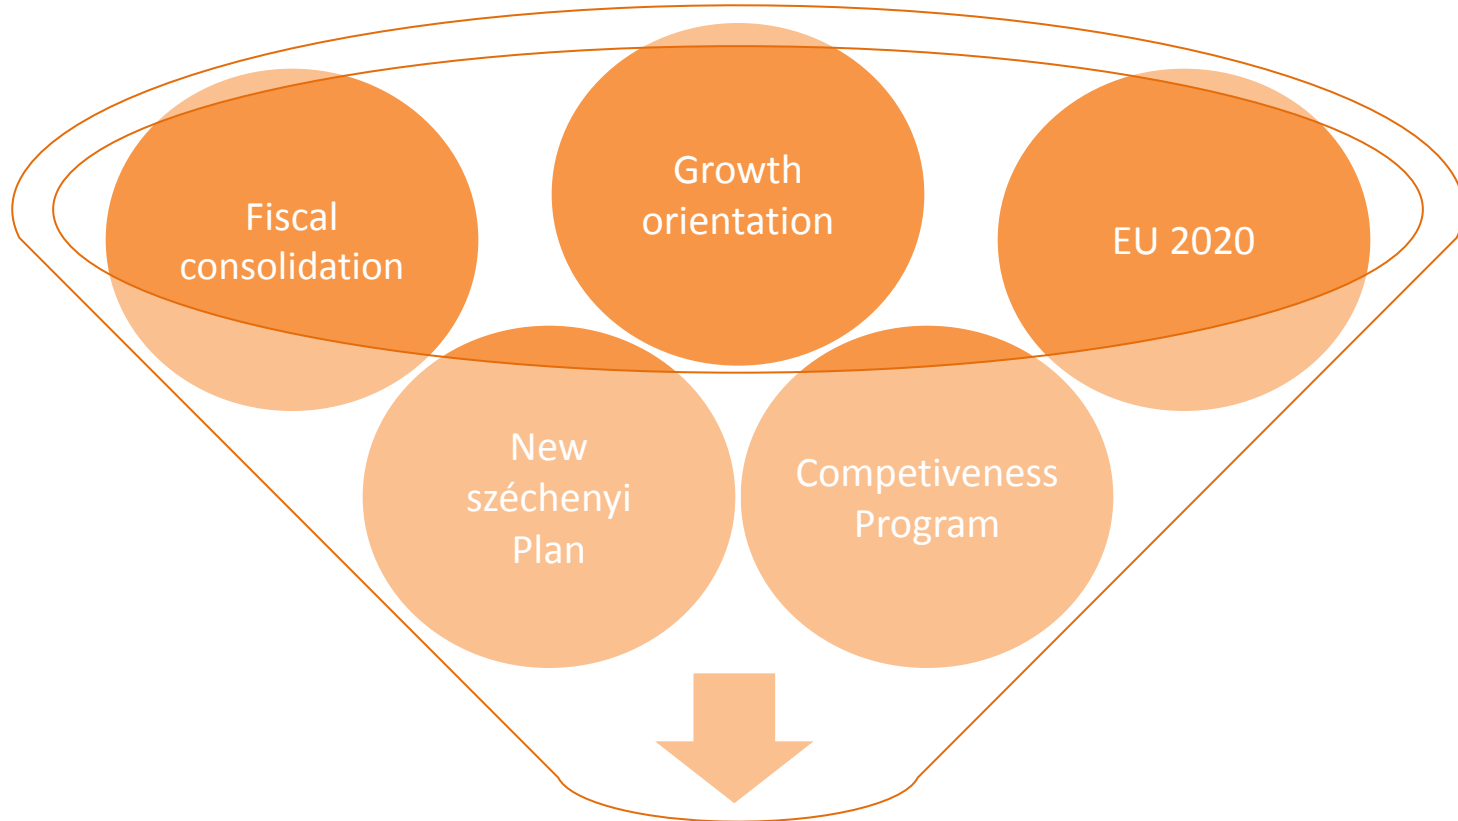 Fiscal
consolidation
Growth
orientation
EU 2020
New
széchenyi
Plan
Competiveness
Program